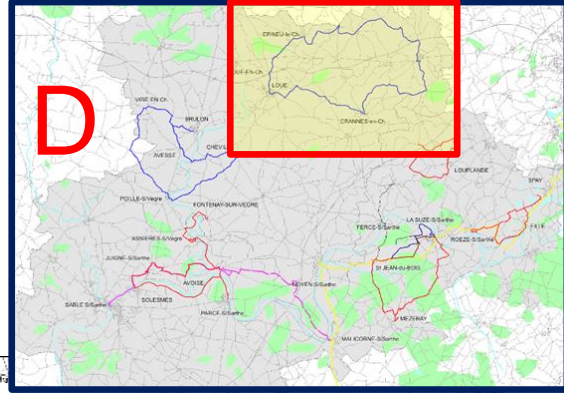 EPINEU-le-Ch
LOUE
CRANNES-en-Ch
D
VIRE-EN-Ch
BRULON
AVESSE
CHEV
LOUPLANDE
POILLE-S/Vegre
FONTENAY-SUR-VEGRE
SPAY
LA SUZE-S/Sarthe
FERCE-S/Sarthe
FILLE
ASNIERES-S/Vegre
ROEZE-S/Sarthe
JUIGNE-S/Sarthe
St JEAN-du-BOIS
AVOISE
NOYEN-S/Sarthe
SABLE S/Sarthe
SOLESMES
PARCE-S/Sarthe
MEZERAY
MALICORNE-S/Sarthe